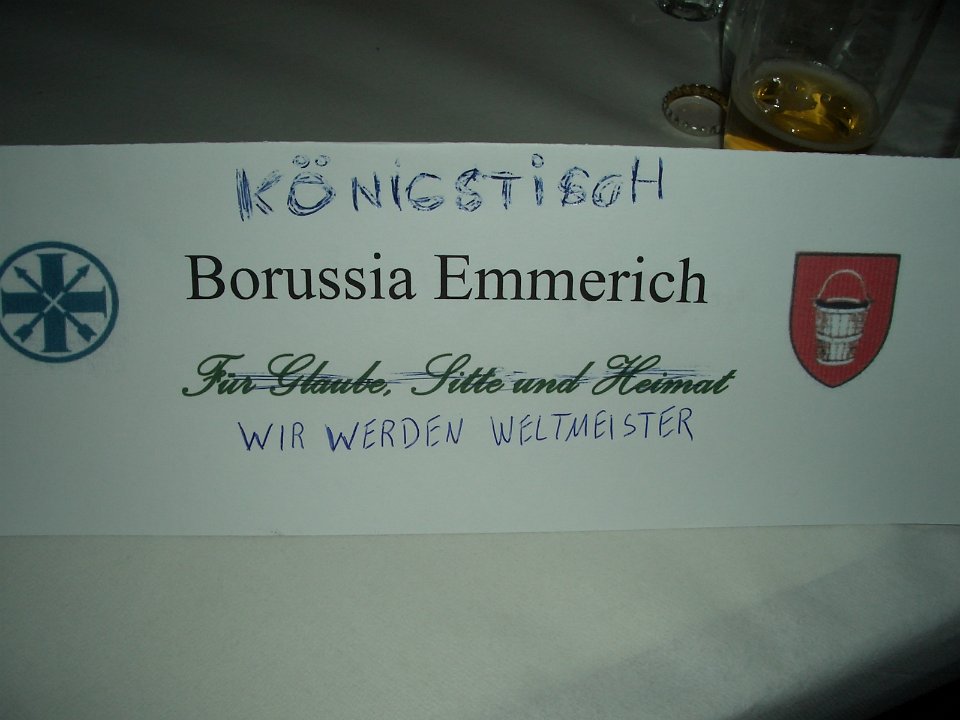 KÖNIGSTISCH
Borussia Emmerich
Für Glaube, Sitte und Heimat
WIR WERDEN WELTMEISTER